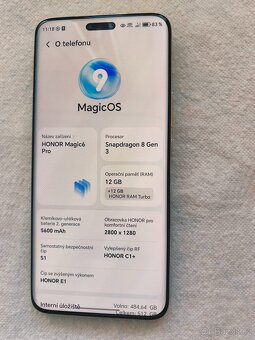 11:18
83 %
O telefonu
9
MagicOS
Název zařízení
HONOR Magic6 Pro
Procesor
Snapdragon 8 Gen 3
Operační paměť (RAM)
12 GB
+12 GB
HONOR RAM Turbo
Křemíkovo-uhlíková
baterie 2. generace
5600 mAh
Obrazovka HONOR pro
komfortní čtení
2800 x 1280
Samostatný bezpečnostní
čip
S1
Vylepšený čip RF
HONOR C1+
Čip se zvýšeným výkonem
HONOR E1
Interní úložiště
Volno: 484,64 GB
Celkem: 512 GB